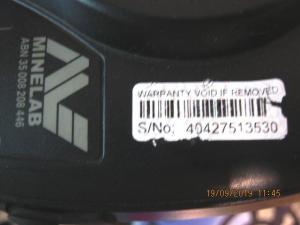 MINELAB
ABN 35 008 208 446
WARRANTY VOID IF REMOVED
S/No: 40427513530
19/09/2019 11:45